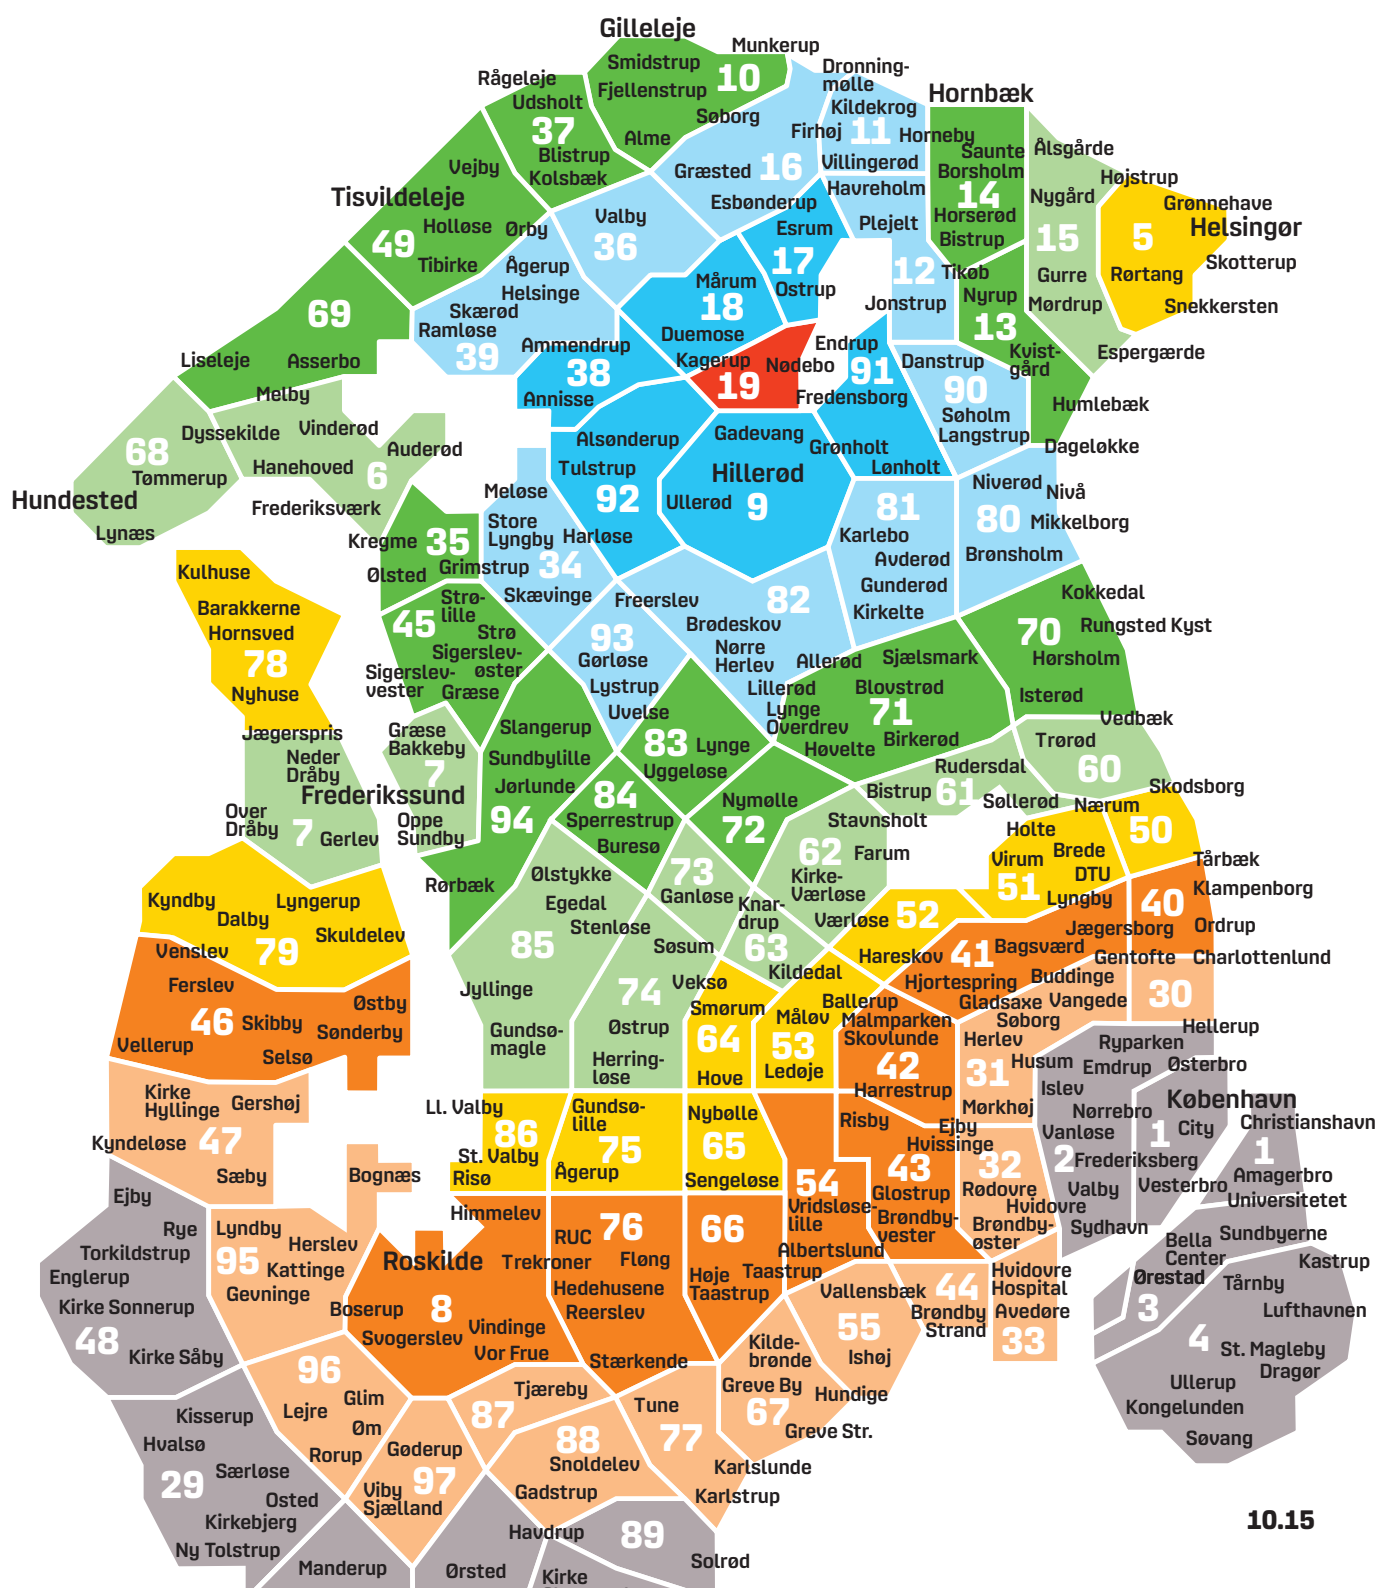 Gilleleje
Munkerup
Smidstrup
10
Fjellenstrup
Søborg
Alme
Rågeleje
Udsholt
37
Blistrup
Kolsbæk
Dronning-
mølle
Kildekrog
Firhøj
11
Villingerød
Hornbæk
Horneby
Saunte
Borsholm
14
Horserød
Bistrup
Ålsgårde
Højstrup
Nygård
15
Gurre
Mørdrup
Espergærde
Grønnehave
Helsingør
5
Skotterup
Rørtang
Snekkersten
Vejby
Tisvildeleje
Holløse
Ørby
49
Tibirke
Græsted
16
Esbønderup
Valby
36
Havreholm
Plejelt
12
Jonstrup
Tikøb
Nyrup
13
Kvist-
gård
Humlebæk
Esrum
17
Ostrup
Mårum
18
Duemose
Ågerup
Helsinge
Skærød
Ramløse
39
69
Liseleje
Asserbo
Ammendrup
38
Annisse
Kagerup
Nødebo
19
Endrup
91
Fredensborg
Grønholt
Lønholt
Danstrup
90
Søholm
Langstrup
Dageløkke
Melby
Dyssekilde
Vinderød
Auderød
Hanehoved
6
Frederiksværk
68
Tømmerup
Hundested
Lynæs
Alsønderup
Tulstrup
92
Harløse
Gadevang
Hillerød
Ullerød
9
Niverød
Nivå
80
Mikkelborg
Brønsholm
81
Karlebo
Avderød
Gunderød
Kirkelte
Meløse
Store
Lyngby
34
Skævinge
Kregme
35
Ølsted
Grimstrup
Strø-
lille
45
Strø
Sigerslev-
øster
Sigerslev-
vester
Græse
Kulhuse
Barakkerne
Hornsved
78
Nyhuse
Freerslev
82
Brødeskov
Nørre
Herlev
Lillerød
93
Gørløse
Lystrup
Uvelse
Kokkedal
70
Rungsted Kyst
Hørsholm
Isterød
Allerød
Sjælsmark
Blovstrød
71
Lynge
Overdrev
Høvelte
Birkerød
Vedbæk
Trørød
60
Skodsborg
Rudersdal
Bistrup
61
Søllerød
Nærum
50
Jægerspris
Neder
Dråby
Over
Dråby
7
Gerlev
Græse
Bakkeby
7
Frederikssund
Oppe
Sundby
Slangerup
Sundbylille
Jørlunde
94
Rørbæk
83
Lynge
Uggeløse
84
Sperrestrup
Buresø
Nymølle
72
Stavnsholt
62
Farum
Kirke-
Værløse
Holte
Virum
Brede
51
DTU
Lyngby
Tårbæk
Klampenborg
40
Ordrup
Jægersborg
Gentofte
Charlottenlund
Kyndby
Lyngerup
Dalby
Skuldelev
79
Venslev
Ølstykke
Egedal
Stenløse
85
Jyllinge
Gundsø-
magle
73
Ganløse
Knar-
drup
63
Kildedal
Værløse
52
Hareskov
41
Bagsværd
Hjortespring
Buddinge
Gladsaxe
Vangede
Søborg
30
Hellerup
Ferslev
46
Skibby
Østby
Sønderby
Vellerup
Selsø
Søsum
74
Veksø
Østrup
Herring-
løse
Smørum
64
Hove
Måløv
53
Ledøje
Ballerup
Malmparken
Skovlunde
42
Harrestrup
Herlev
31
Mørkhøj
Ryparken
Husum
Emdrup
Østerbro
Islev
Nørrebro
København
Christianshavn
Vanløse
1
City
1
2
Frederiksberg
Amagerbro
Valby
Vesterbro
Universitetet
Sydhavn
Kirke
Hyllinge
Gershøj
Kyndeløse
47
Sæby
Bognæs
Ll. Valby
86
St. Valby
Risø
Gundsø-
lille
75
Ågerup
Nybølle
65
Sengeløse
Risby
Ejby
Hvissinge
43
Glostrup
Brøndby-
vester
54
Vridsløse-
lille
Albertslund
32
Rødovre
Hvidovre
Brøndby-
øster
Ejby
Rye
Torkildstrup
Englerup
Kirke Sonnerup
48
Kirke Såby
Lyndby
95
Herslev
Kattinge
Gevninge
Himmelev
Roskilde
Trekroner
Boserup
8
Svogerslev
Vindinge
Vor Frue
RUC
76
Fløng
Hedehusene
Reerslev
Stærkende
66
Høje
Taastrup
Taastrup
Vallensbæk
55
Ishøj
44
Brøndby
Strand
Hvidovre
Hospital
Avedøre
33
Bella
Center
Sundbyerne
Ørestad
3
Kastrup
Tårnby
Lufthavnen
4
St. Magleby
Dragør
Ullerup
Kongelunden
Søvang
96
Glim
Lejre
Øm
Rorup
Kisserup
Hvalsø
Særløse
29
Osted
Kirkebjerg
Ny Tolstrup
Gøderup
97
Viby
Sjælland
Tjæreby
87
88
Snoldelev
Gadstrup
Tune
77
Karlslunde
Karlstrup
Kilde-
brønde
Greve By
67
Hundige
Greve Str.
Havdrup
89
Solrød
Manderup
Ørsted
Kirke
10.15